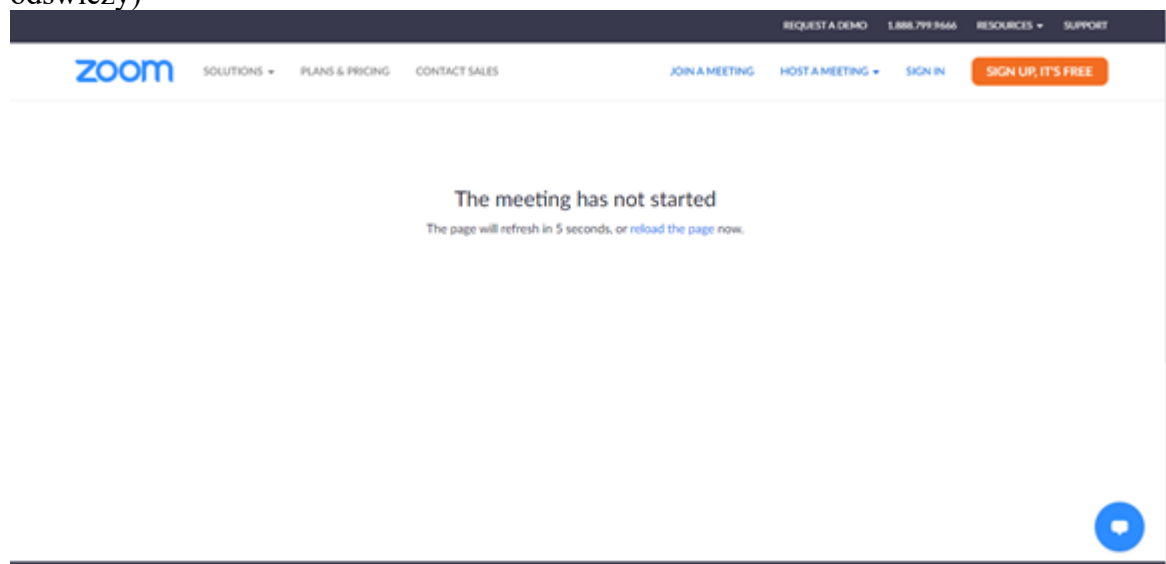 odświeży)
REQUEST A DEMO 1.888.799.9666 RESOURCES SUPPORT
zoom SOLUTIONS PLANS & PRICING CONTACT SALES JOIN A MEETING HOST A MEETING SIGN IN SIGN UP, IT'S FREE
The meeting has not started
The page will refresh in 5 seconds, or reload the page now.